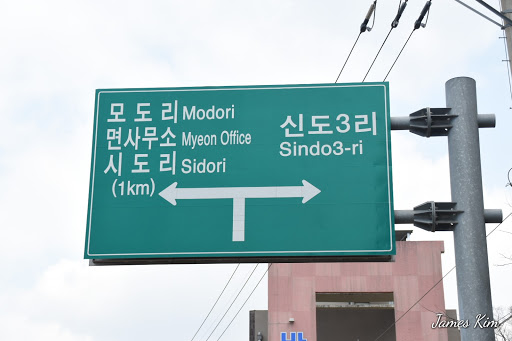 모도리 Modori
면사무소 Myeon Office
시도리 Sidori
(1km)
신도3리
Sindo3-ri
James Kim